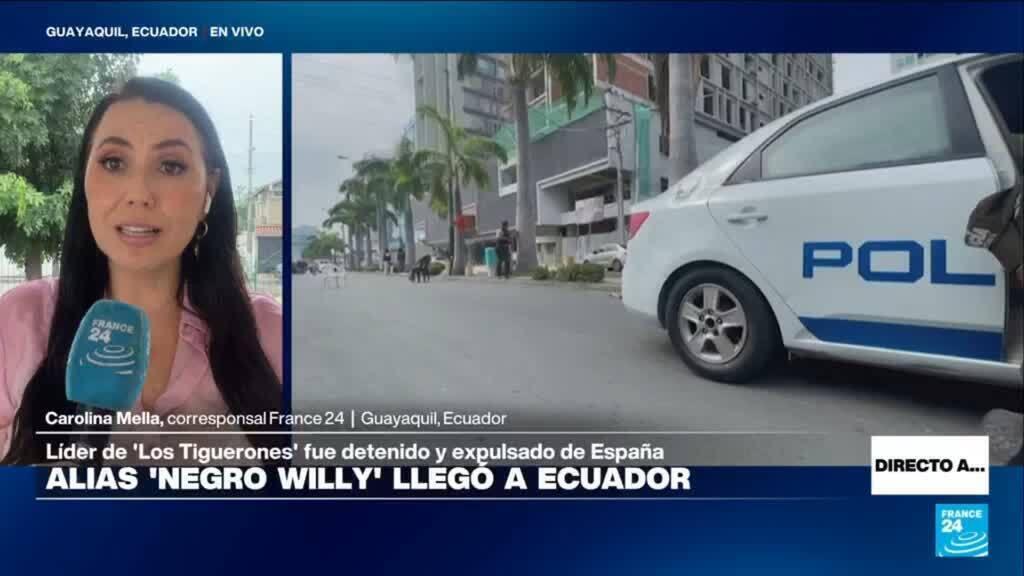 GUAYAQUIL, ECUADOR | EN VIVO
FRANCE
24
POL
Carolina Mella, corresponsal France 24 | Guayaquil, Ecuador
Líder de 'Los Tiguerones' fue detenido y expulsado de España
ALIAS 'NEGRO WILLY' LLEGÓ A ECUADOR
DIRECTO A...
FRANCE
24